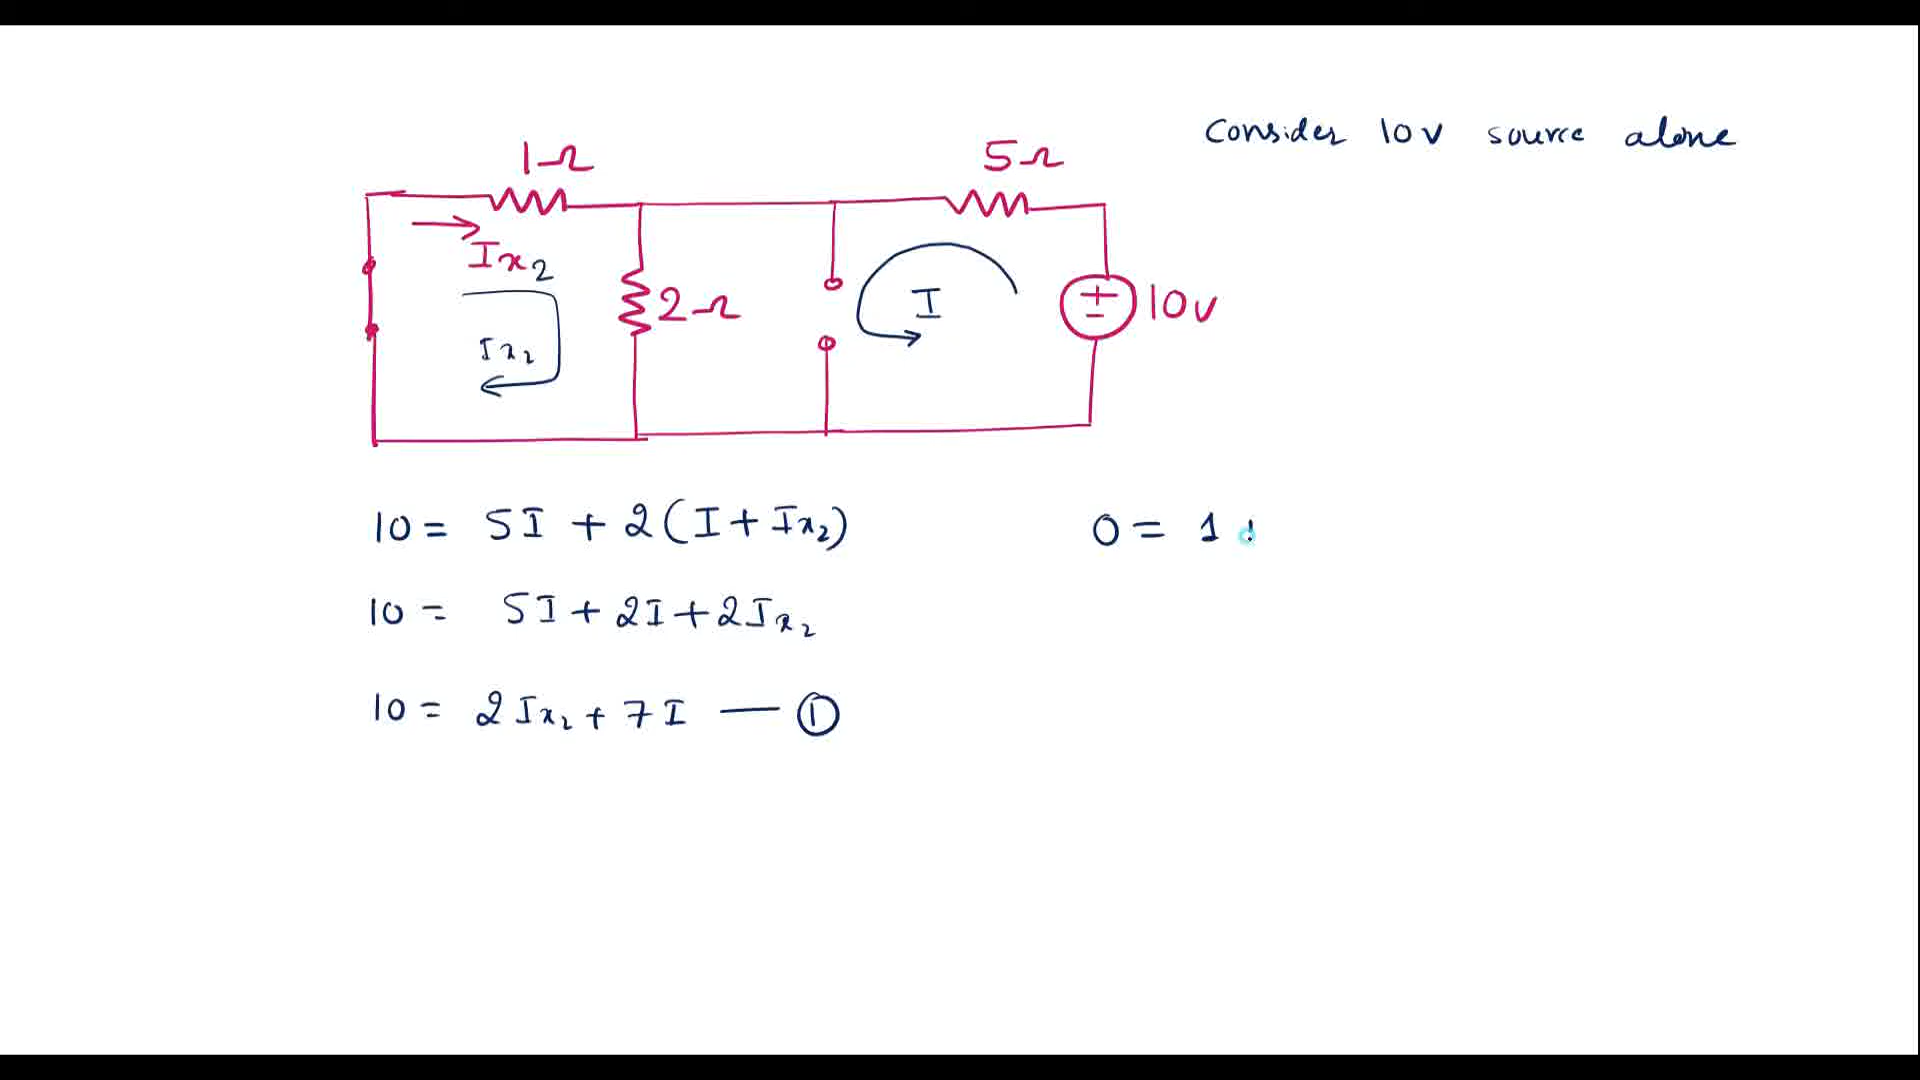 Consider 10V source alone
1Ω
5Ω
Ix2
2Ω
I
10V
Ix2
10 = 5I + 2(I + Ix2)
0 = 1
10 = 5I + 2I + 2Ix2
10 = 2Ix2 + 7I — ①